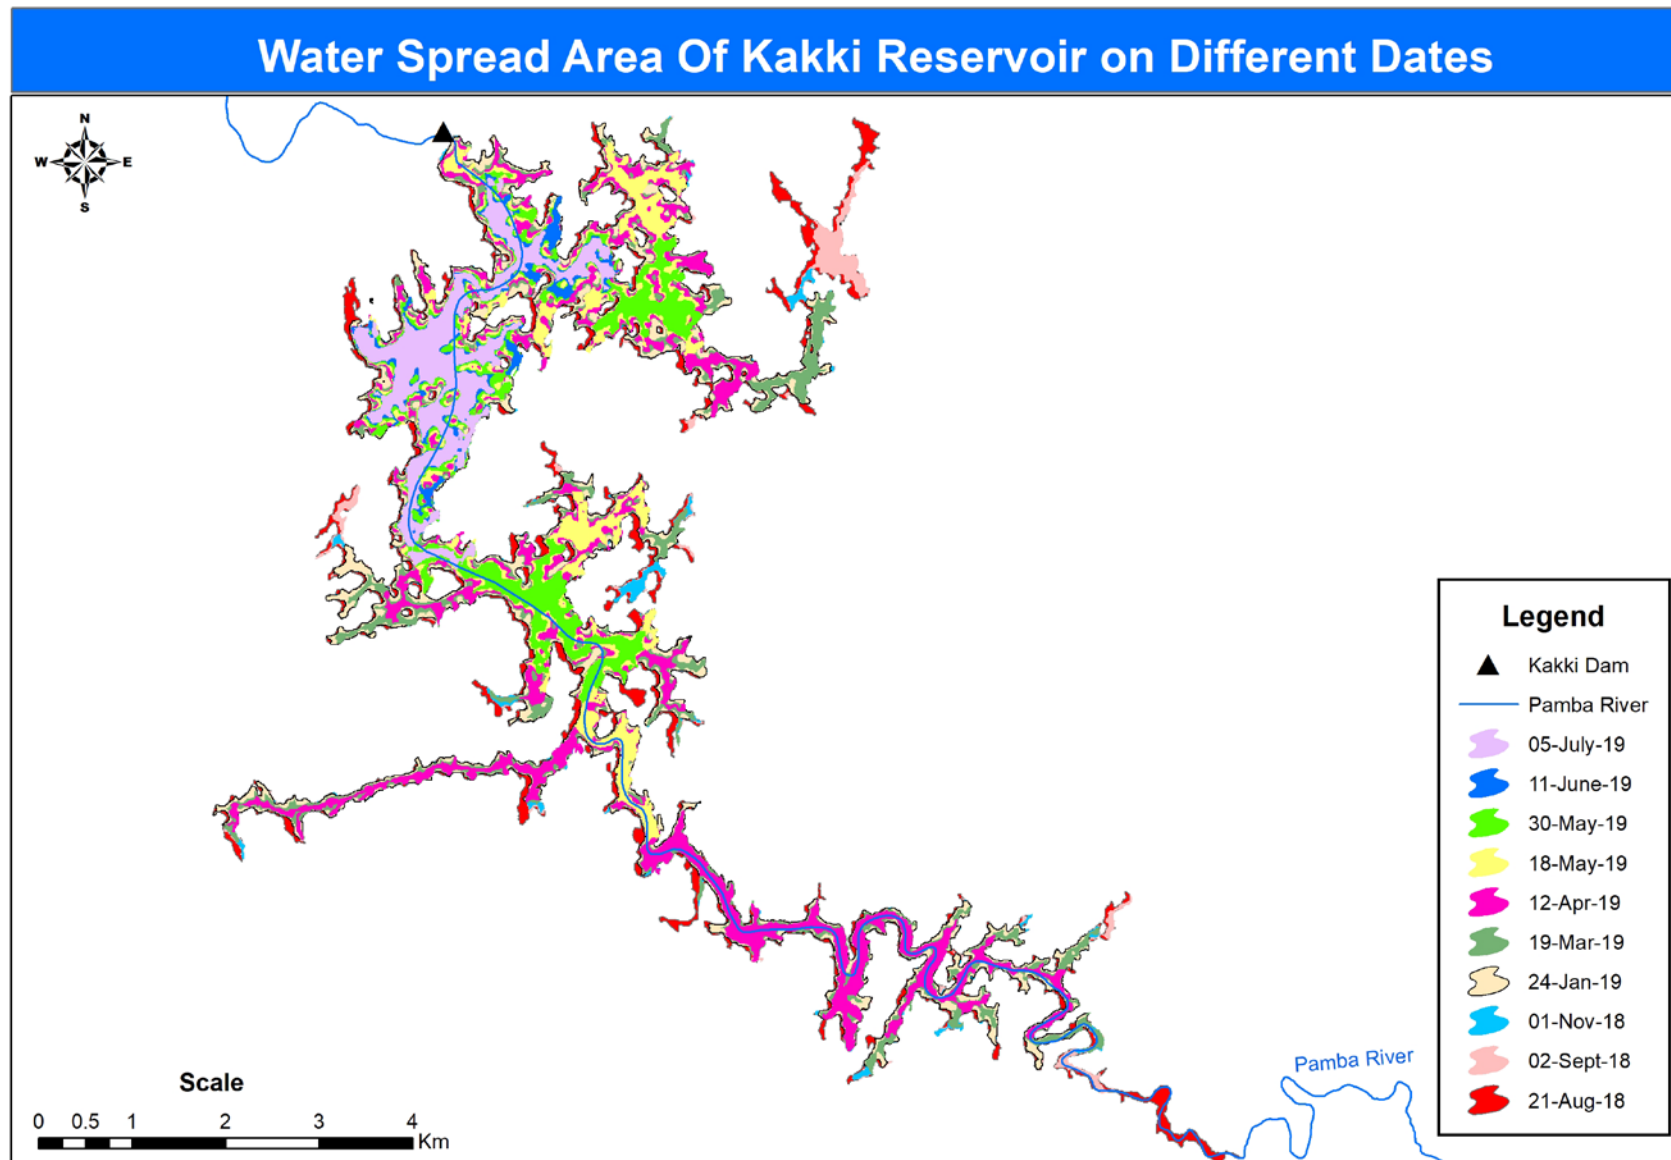 Water Spread Area Of Kakki Reservoir on Different Dates
N
W E
S
Legend
Kakki Dam
Pamba River
05-July-19
11-June-19
30-May-19
18-May-19
12-Apr-19
19-Mar-19
24-Jan-19
01-Nov-18
02-Sept-18
21-Aug-18
Pamba River
Scale
0 0.5 1 2 3 4
Km